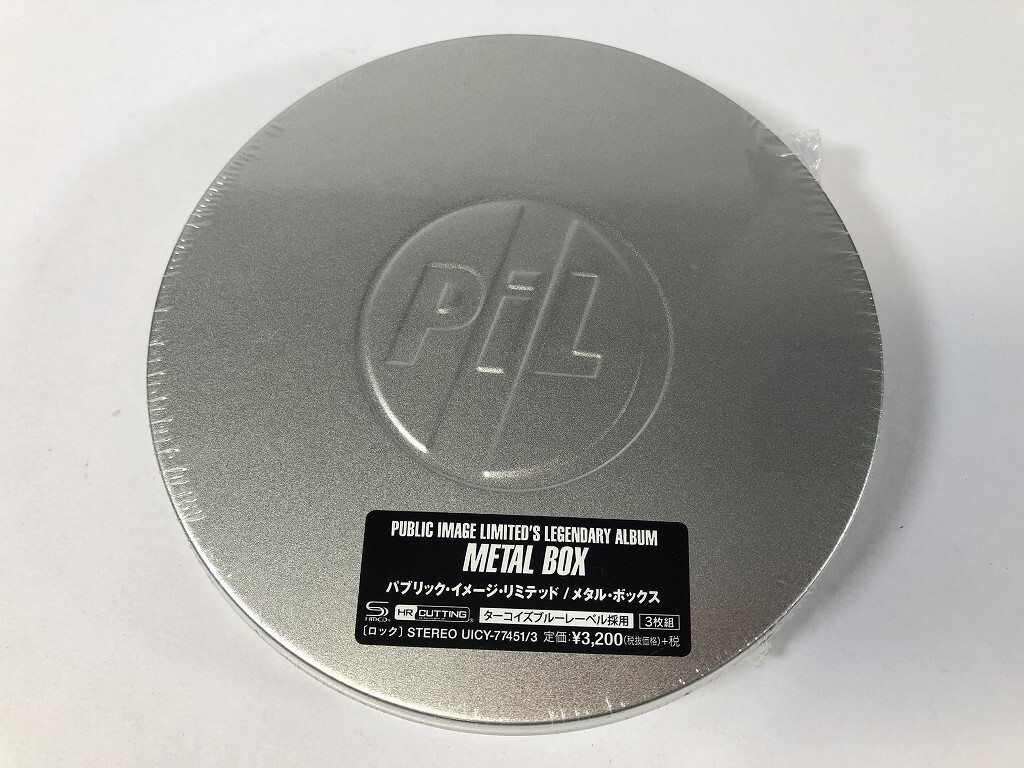 PiL
PUBLIC IMAGE LIMITED'S LEGENDARY ALBUM
METAL BOX
パブリック・イメージ・リミテッド / メタル・ボックス
HR CUTTING ターコイズブルーレーベル採用 3枚組
〔ロック〕 STEREO UICY-77451/3 定価:¥3,200(税抜価格)+税